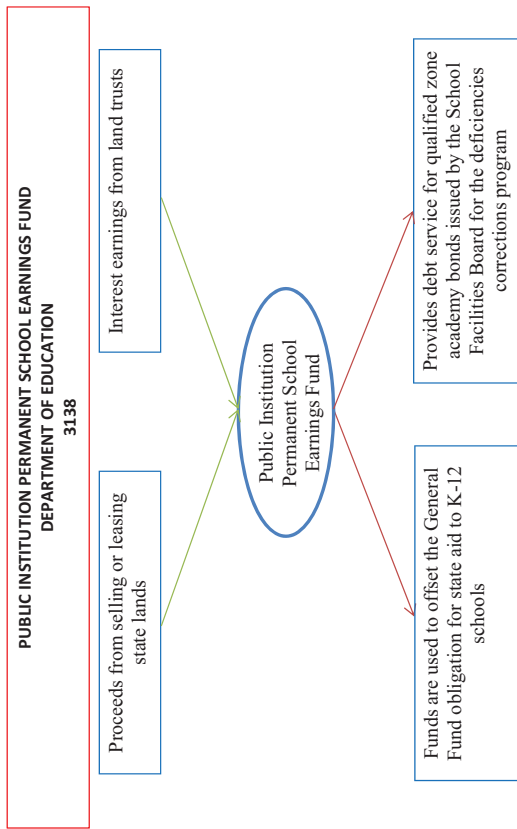 PUBLIC INSTITUTION PERMANENT SCHOOL EARNINGS FUND
DEPARTMENT OF EDUCATION
3138
Proceeds from selling or leasing
state lands
Interest earnings from land trusts
Public Institution
Permanent School
Earnings Fund
Funds are used to offset the General
Fund obligation for state aid to K-12
schools
Provides debt service for qualified zone
academy bonds issued by the School
Facilities Board for the deficiencies
corrections program